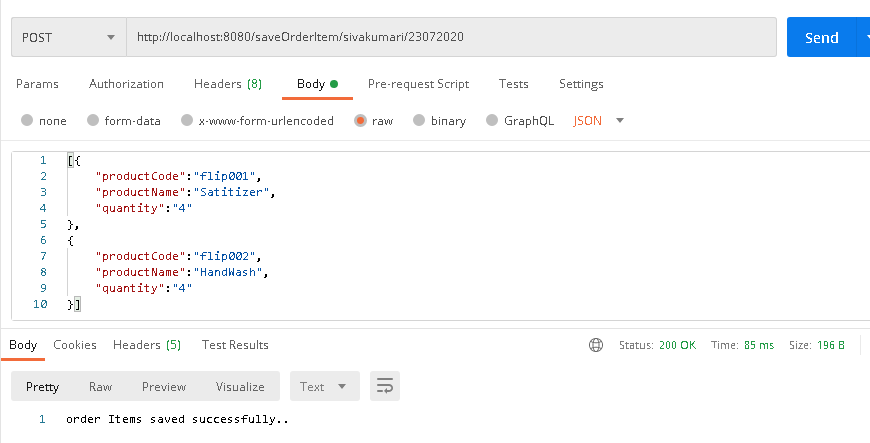 POST http://localhost:8080/saveOrderItem/sivakumari/23072020 Send
Params Authorization Headers (8) Body Pre-request Script Tests Settings
none form-data x-www-form-urlencoded raw binary GraphQL JSON
1 [{
2 "productCode":"flip001",
3 "productName":"Satitizer",
4 "quantity":"4"
5 },
6 {
7 "productCode":"flip002",
8 "productName":"HandWash",
9 "quantity":"4"
10 }]
Body Cookies Headers (5) Test Results Status: 200 OK Time: 85 ms Size: 196 B
Pretty Raw Preview Visualize Text
1 order Items saved successfully..